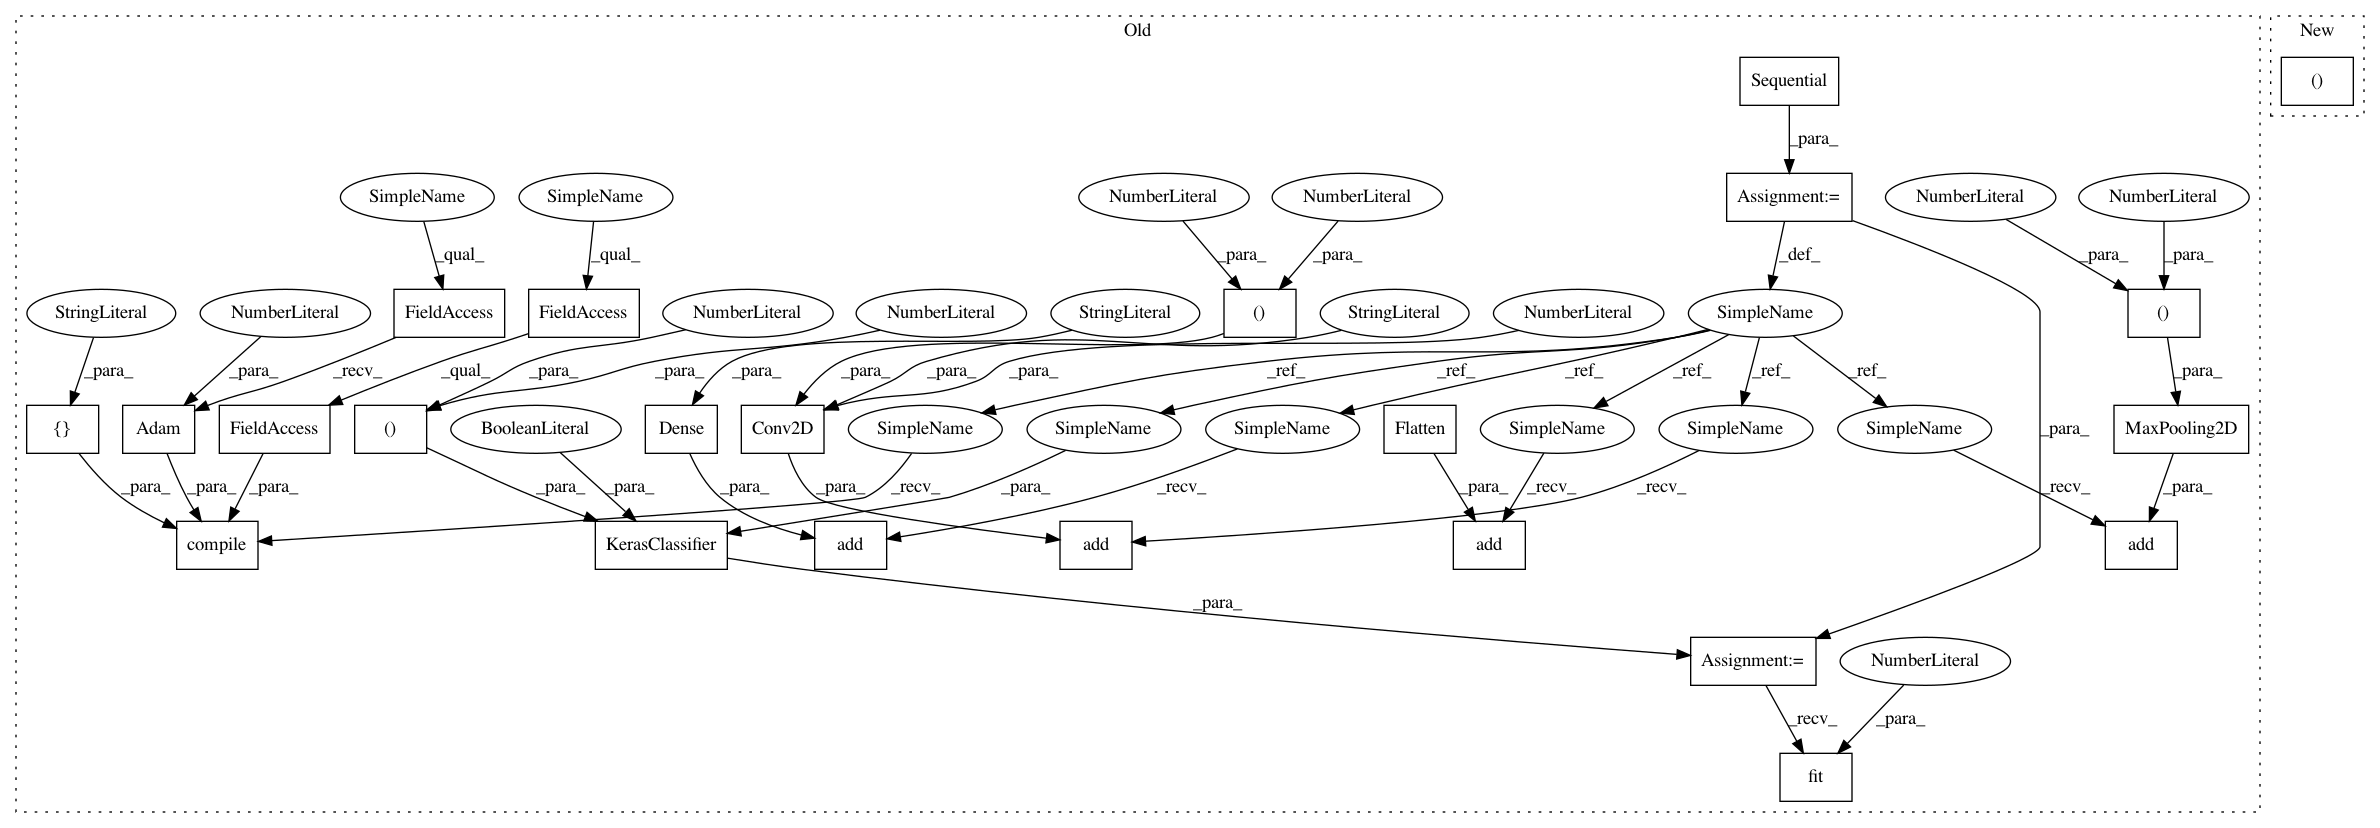 Old
New
Sequential
()
_para_
SimpleName
SimpleName
NumberLiteral
NumberLiteral
Assignment:=
NumberLiteral
NumberLiteral
_qual_
_qual_
_para_
_para_
_def_
_para_
_para_
StringLiteral
NumberLiteral
FieldAccess
FieldAccess
NumberLiteral
NumberLiteral
StringLiteral
()
StringLiteral
NumberLiteral
SimpleName
()
_para_
_para_
_recv_
_qual_
_para_
_para_
_para_
_para_
_para_
_para_
_ref_
_ref_
_ref_
_ref_
_ref_
_ref_
_para_
{}
Adam
FieldAccess
()
BooleanLiteral
Dense
Conv2D
SimpleName
SimpleName
SimpleName
Flatten
SimpleName
SimpleName
SimpleName
_para_
MaxPooling2D
_para_
_para_
_para_
_para_
_para_
_para_
_para_
_recv_
_para_
_recv_
_para_
_recv_
_recv_
_recv_
_para_
compile
KerasClassifier
add
add
add
add
_para_
Assignment:=
NumberLiteral
_recv_
_para_
fit